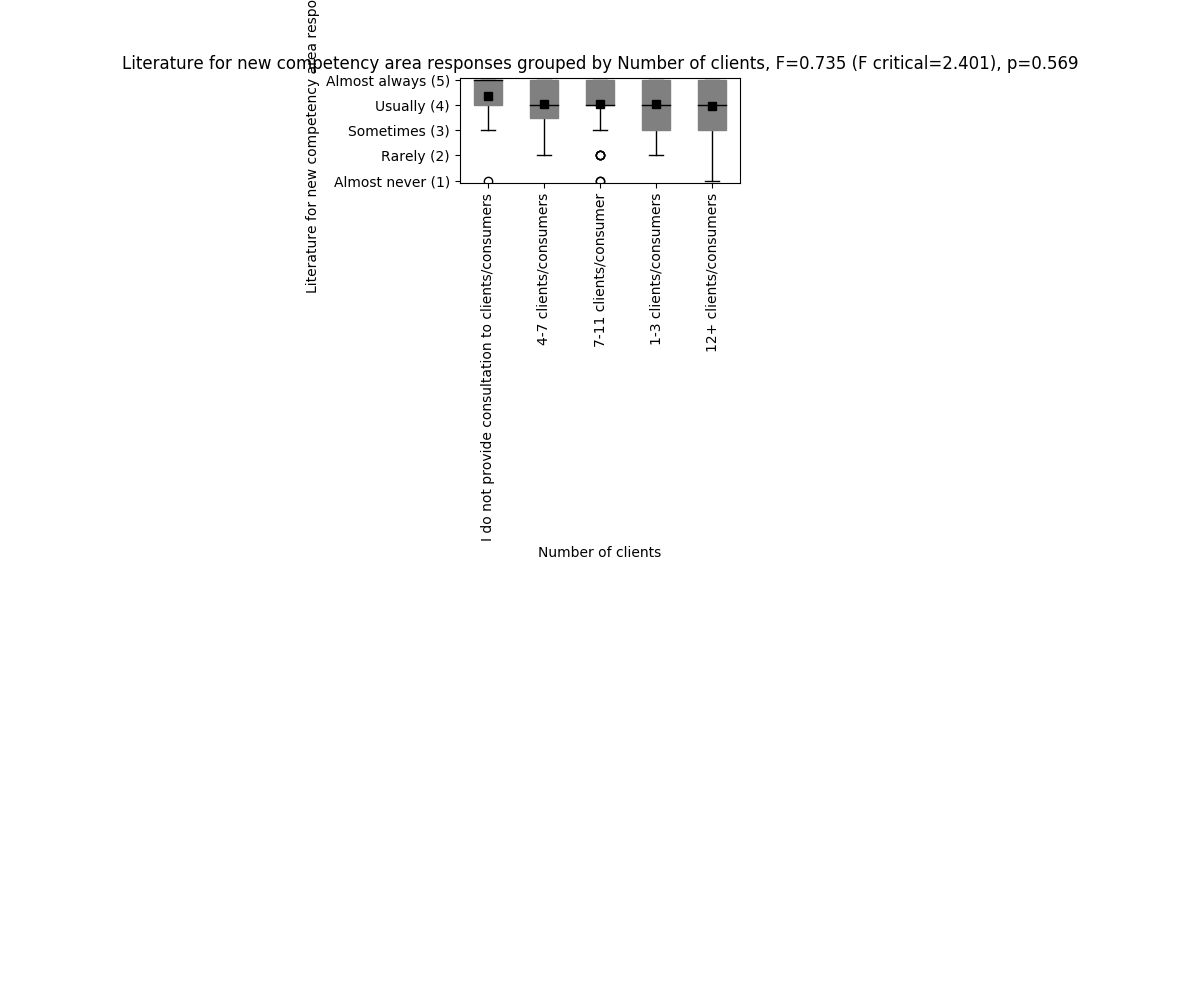 Literature for new competency area responses grouped by Number of clients, F=0.735 (F critical=2.401), p=0.569
Literature for new competency area respo
Almost always (5)
Usually (4)
Sometimes (3)
Rarely (2)
Almost never (1)
I do not provide consultation to clients/consumers
4-7 clients/consumers
7-11 clients/consumer
1-3 clients/consumers
12+ clients/consumers
Number of clients